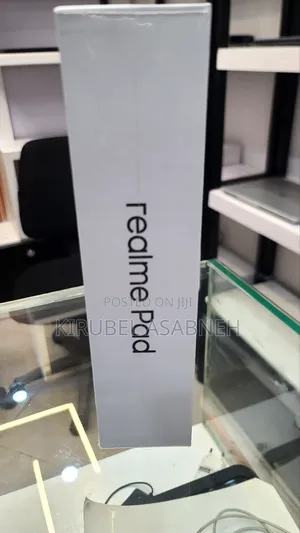 realme Pad
POSTED ON JIJI
KIRUBEL ASABNEH